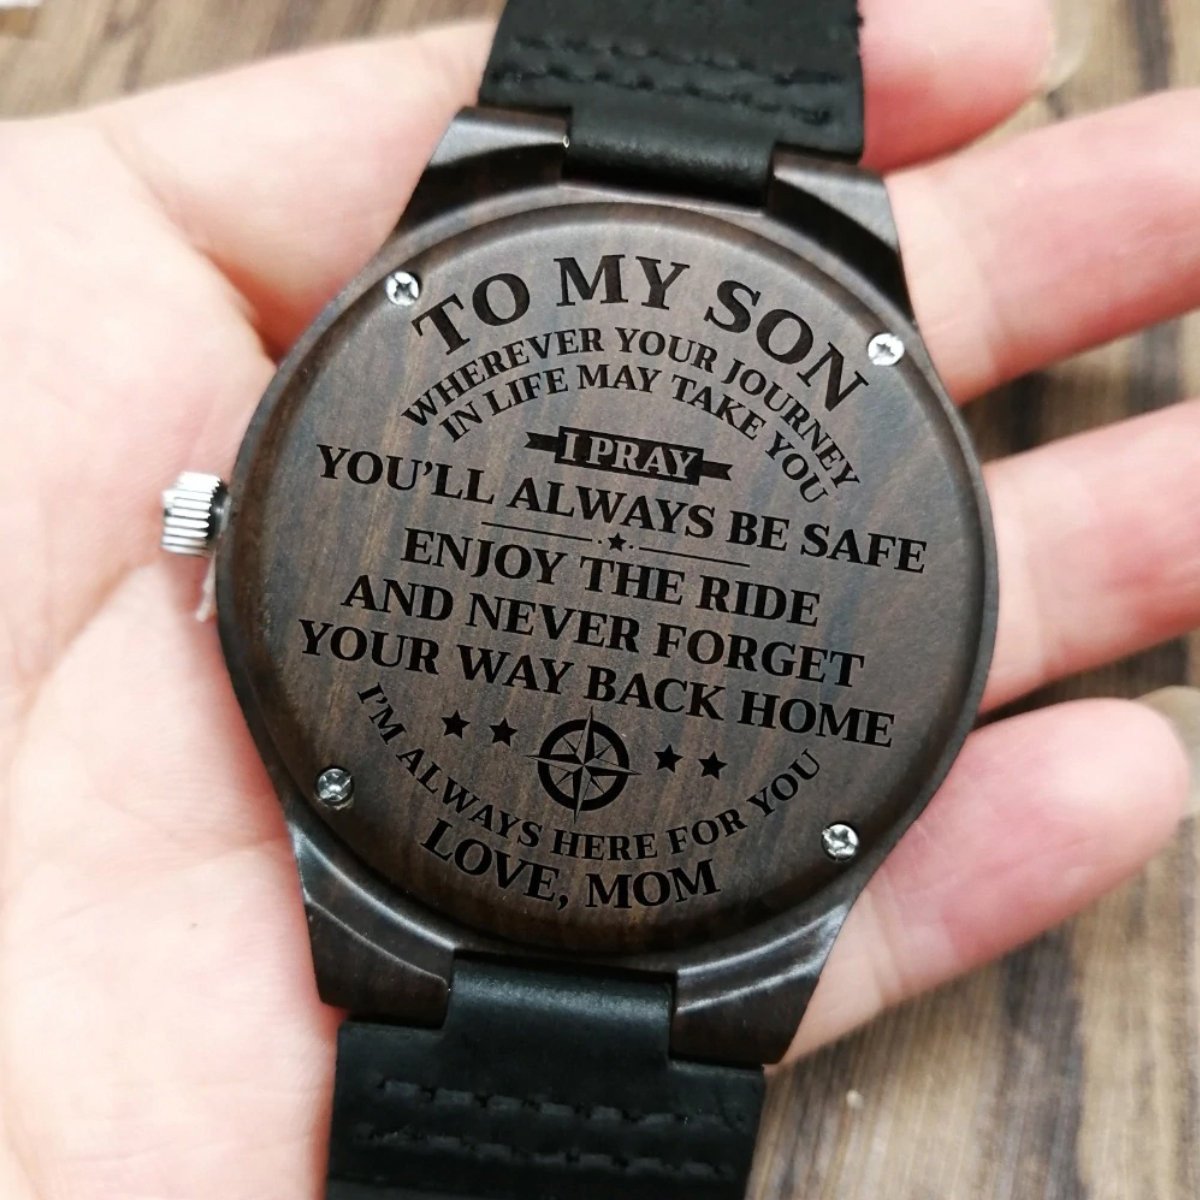 TO MY SON
WHEREVER YOUR JOURNEY
IN LIFE MAY TAKE YOU
I PRAY
YOU'LL ALWAYS BE SAFE
ENJOY THE RIDE
AND NEVER FORGET
YOUR WAY BACK HOME
I'M ALWAYS HERE FOR YOU
LOVE, MOM